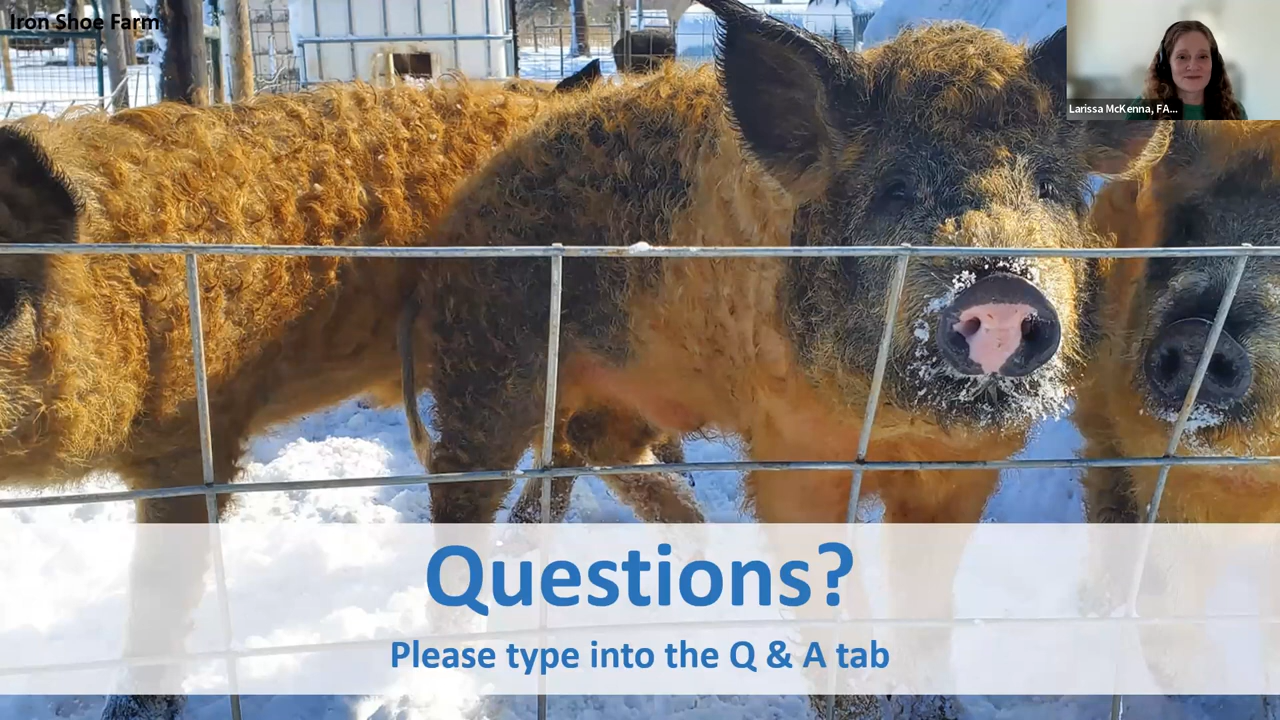 Iron Shoe Farm
Larissa McKenna, FA...
Questions?
Please type into the Q & A tab